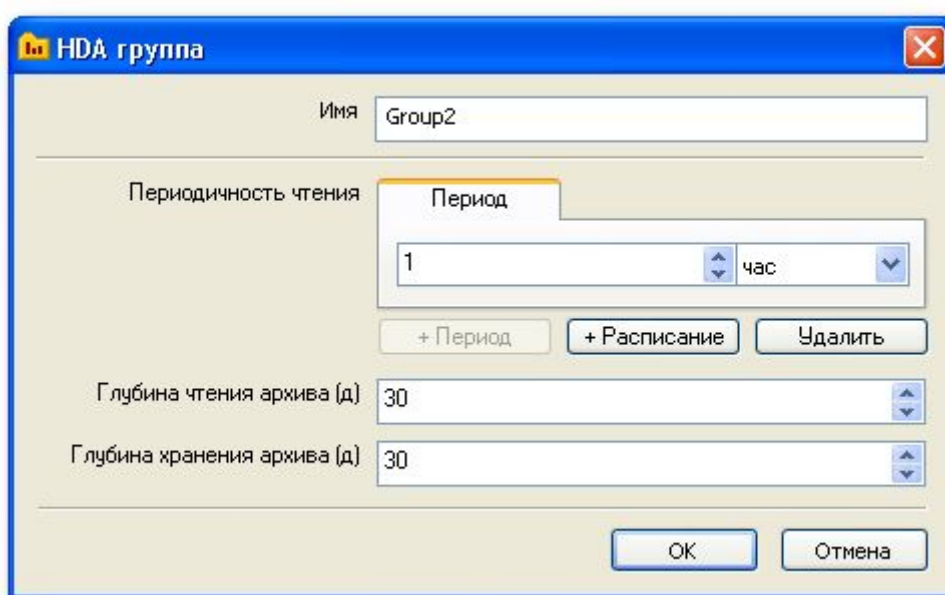 HDA группа
Имя Group2
Периодичность чтения Период
1 час
+ Период + Расписание Удалить
Глубина чтения архива (д) 30
Глубина хранения архива (д) 30
OK Отмена